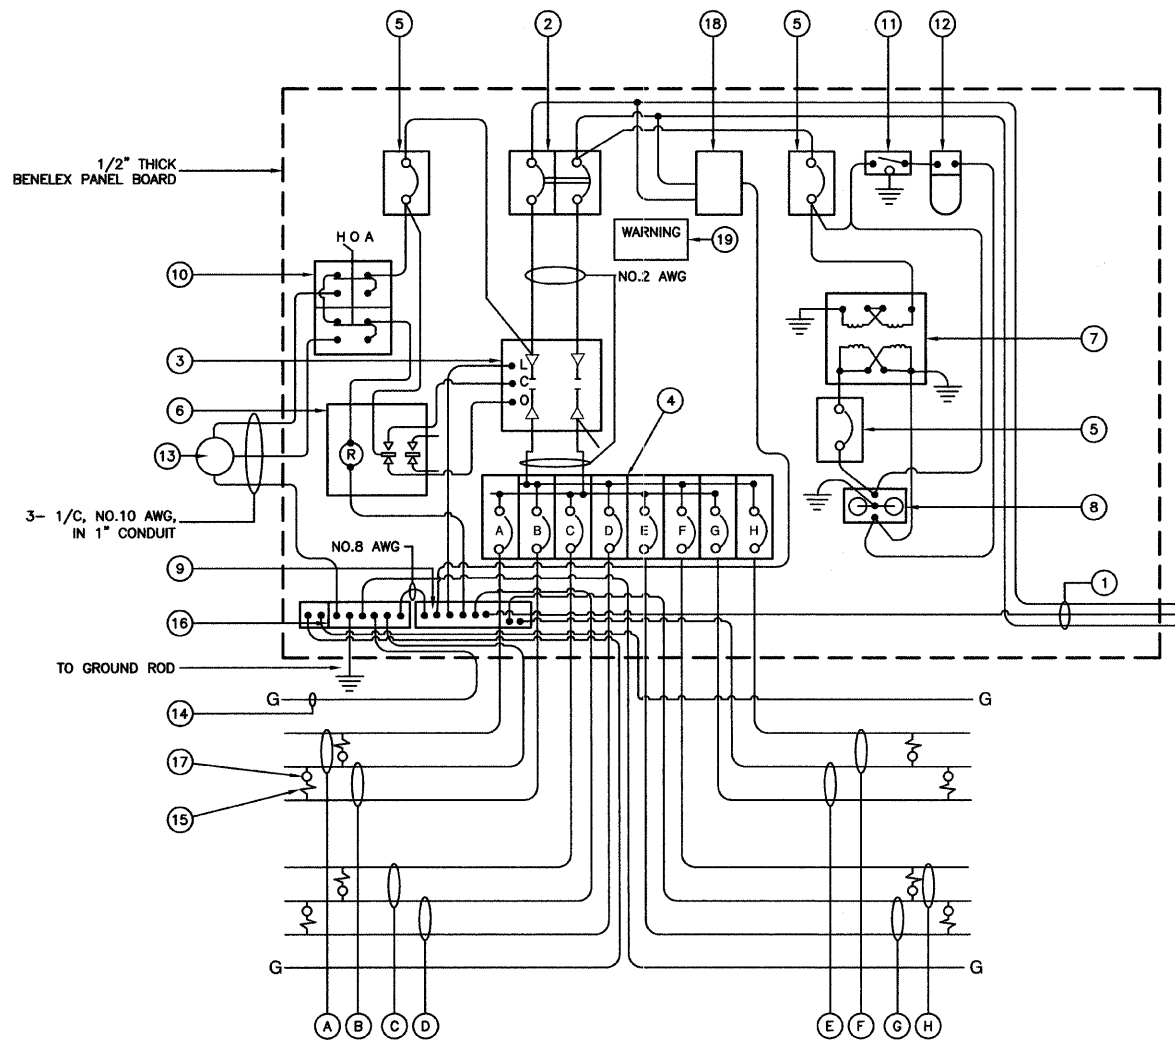 5
2
18
5
11
12
1/2" THICK
BENELEX PANEL BOARD
WARNING
19
H O A
10
NO.2 AWG
7
3
L
C
O
6
4
5
13
R
A B C D E F G H
8
3- 1/C, NO.10 AWG,
IN 1" CONDUIT
NO.8 AWG
9
1
16
TO GROUND ROD
G
G
14
17
15
G
G
A B C D E F G H